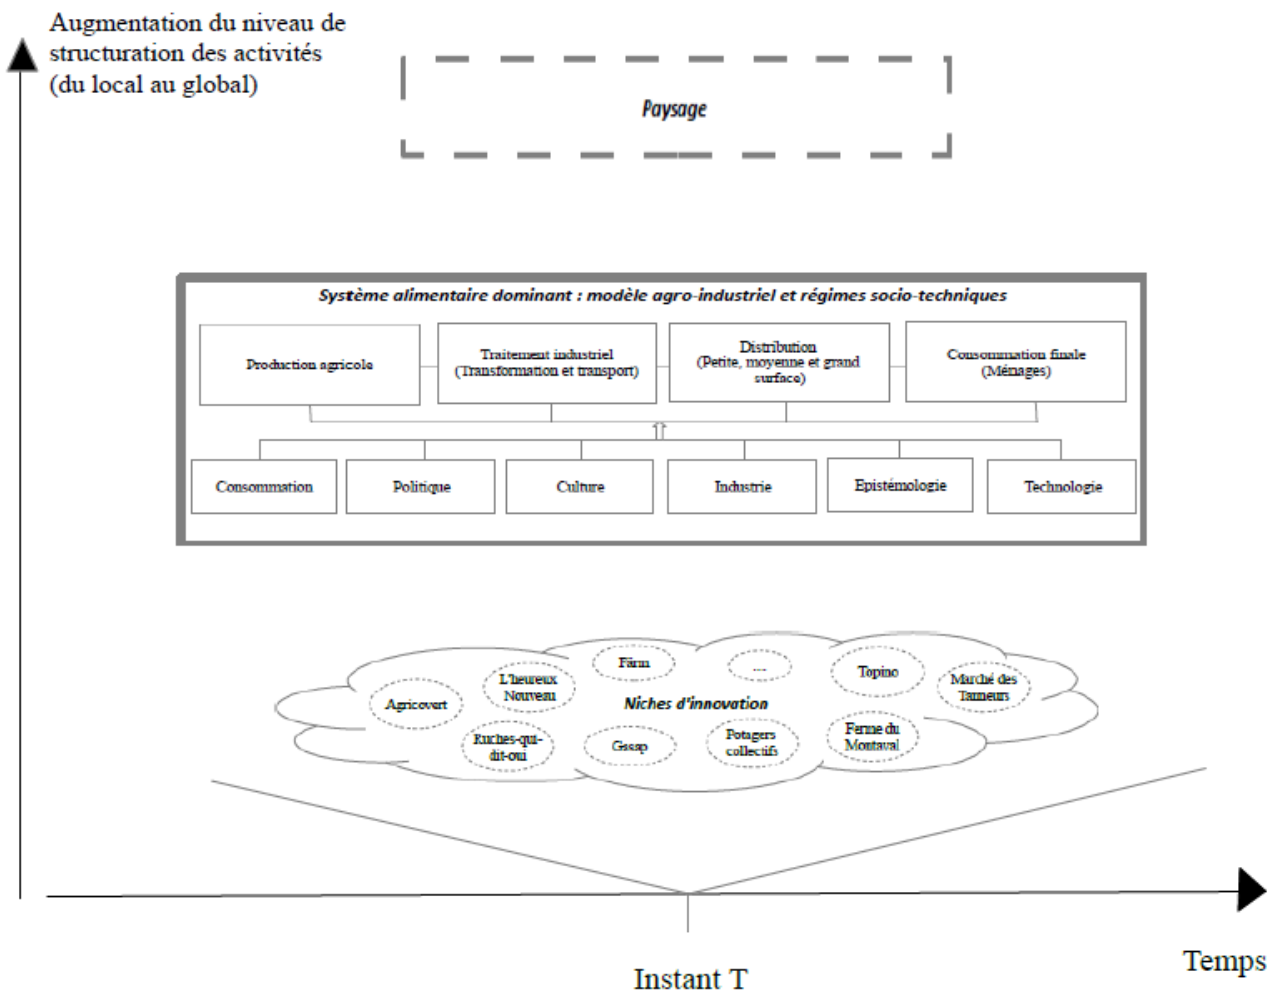 Augmentation du niveau de
structuration des activités
(du local au global)
Paysage
Système alimentaire dominant : modèle agro-industriel et régimes socio-techniques
Production agricole
Traitement industriel
(Transformation et transport)
Distribution
(Petite, moyenne et grand
surface)
Consommation finale
(Ménages)
Consommation
Politique
Culture
Industrie
Epistémologie
Technologie
Färm
....
Topino
L'heureux
Nouveau
Marché des
Tanneurs
Agricovert
Niches d'innovation
Ruches-qui-
dit-oui
Gasap
Potagers
collectifs
Ferme du
Montaval
Temps
Instant T